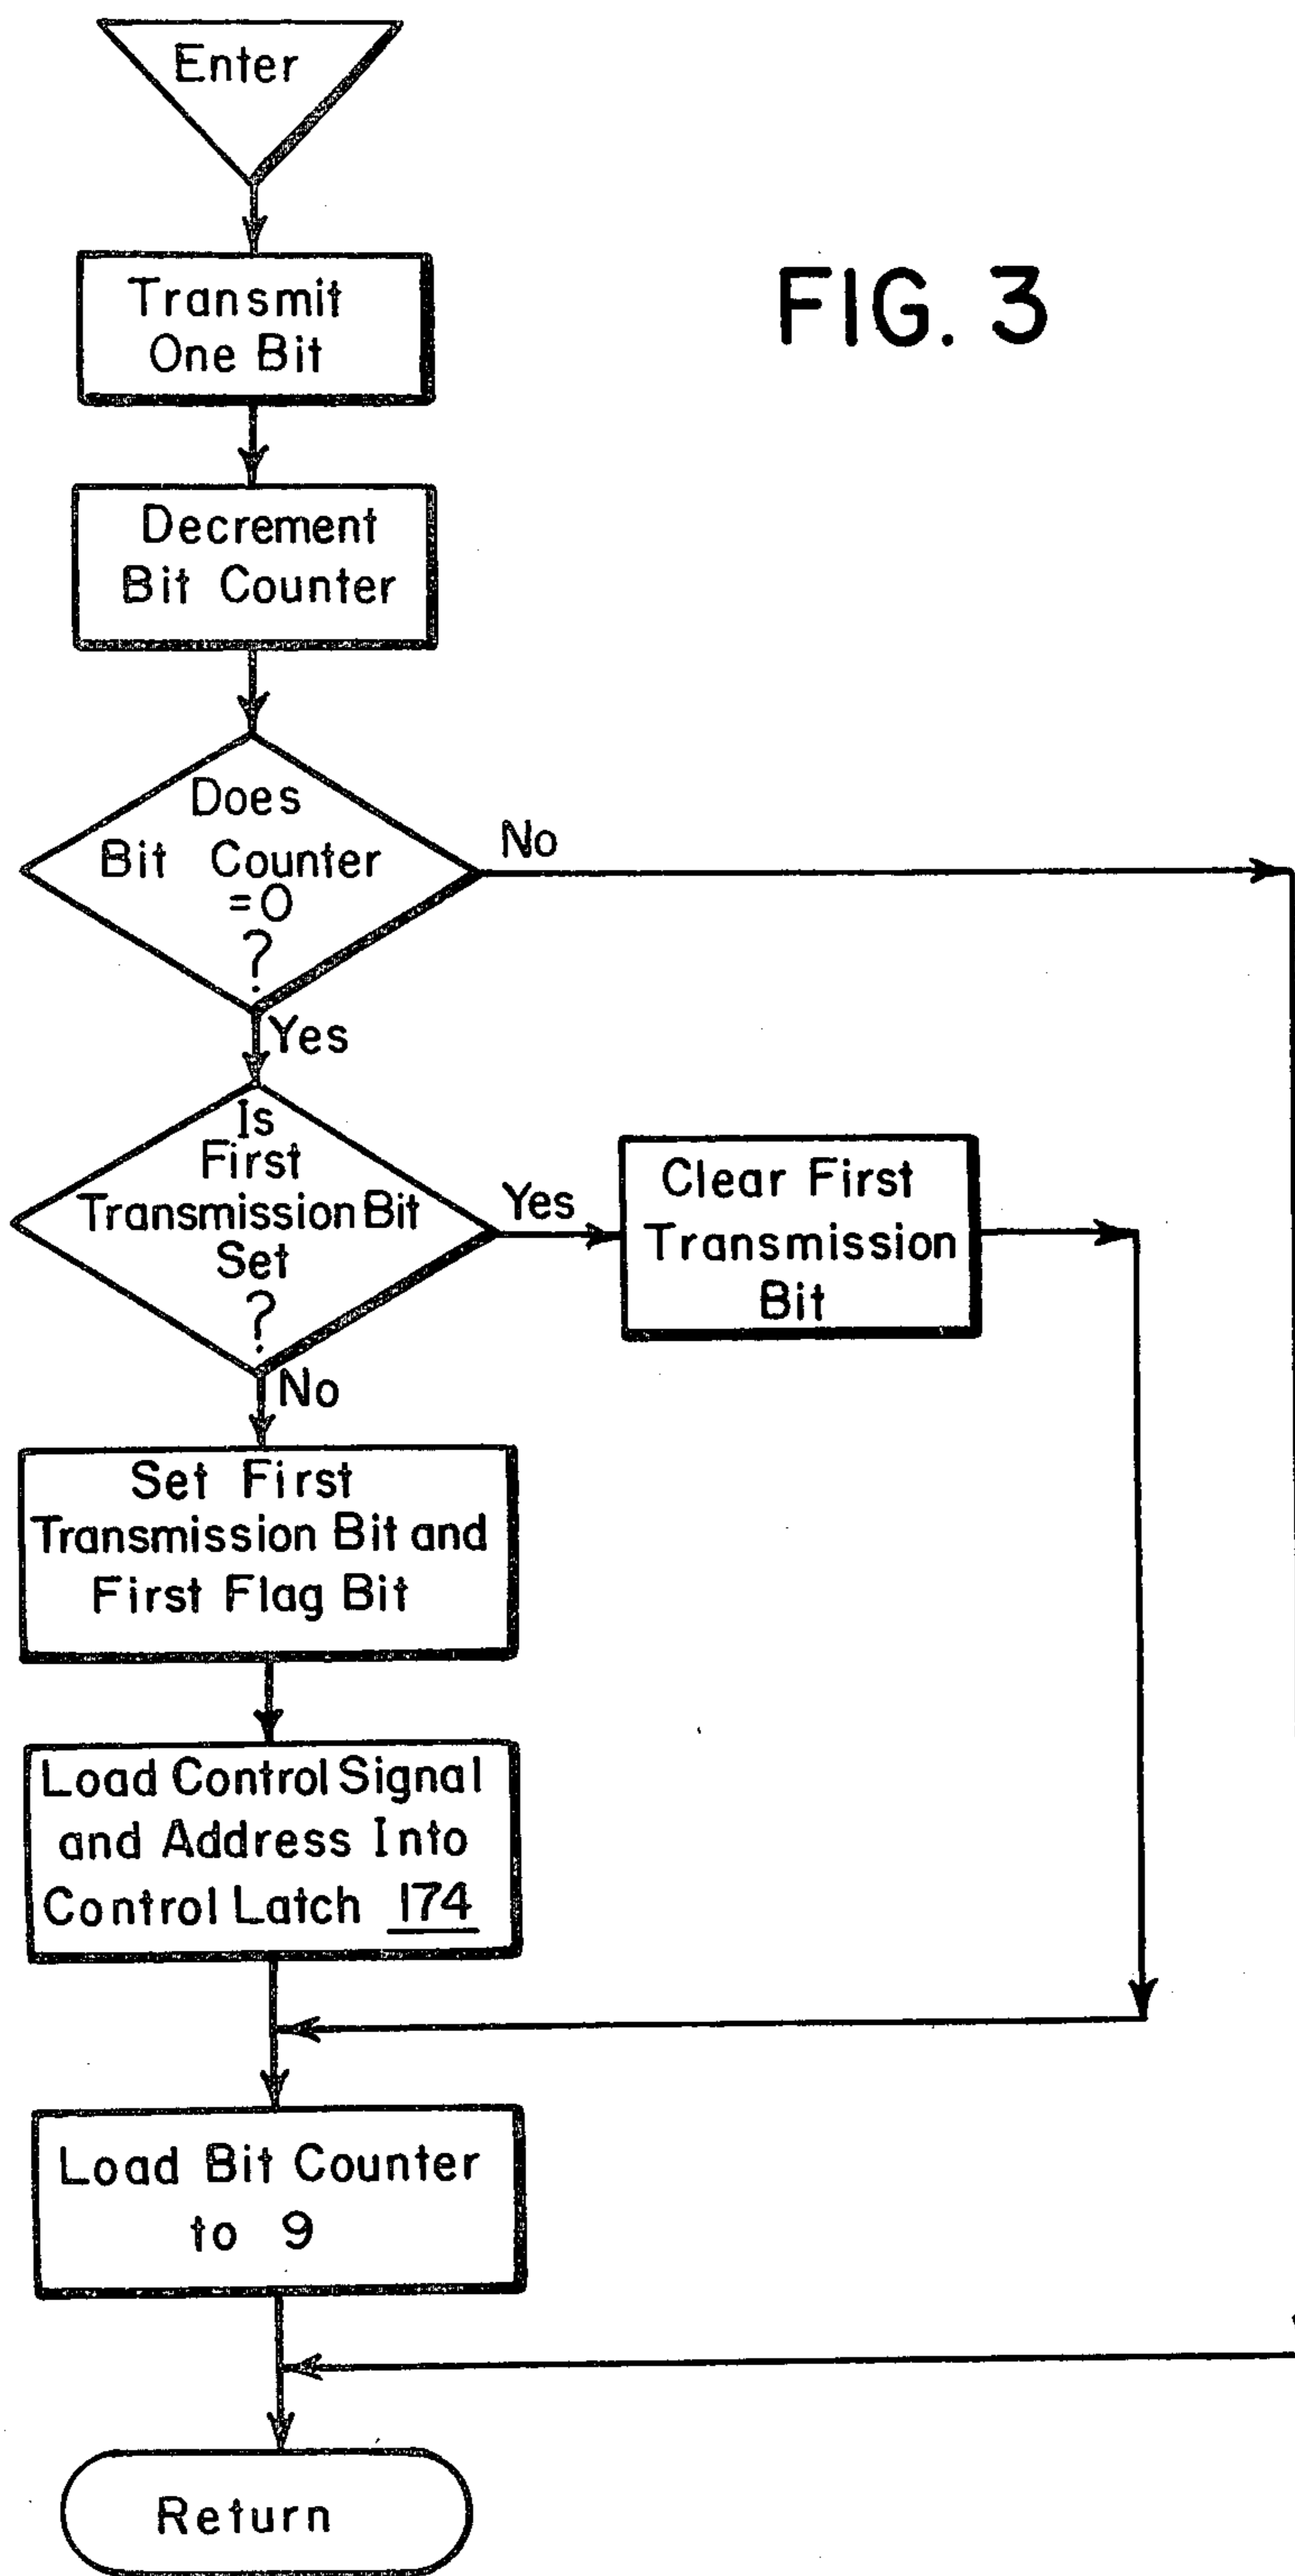 Enter
FIG. 3
Transmit
One Bit
Decrement
Bit Counter
Does
Bit Counter
=0
?
No
Yes
Is
First
Transmission Bit
Set
?
Yes
Clear First
Transmission
Bit
No
Set First
Transmission Bit and
First Flag Bit
Load Control Signal
and Address Into
Control Latch 174
Load Bit Counter
to 9
Return